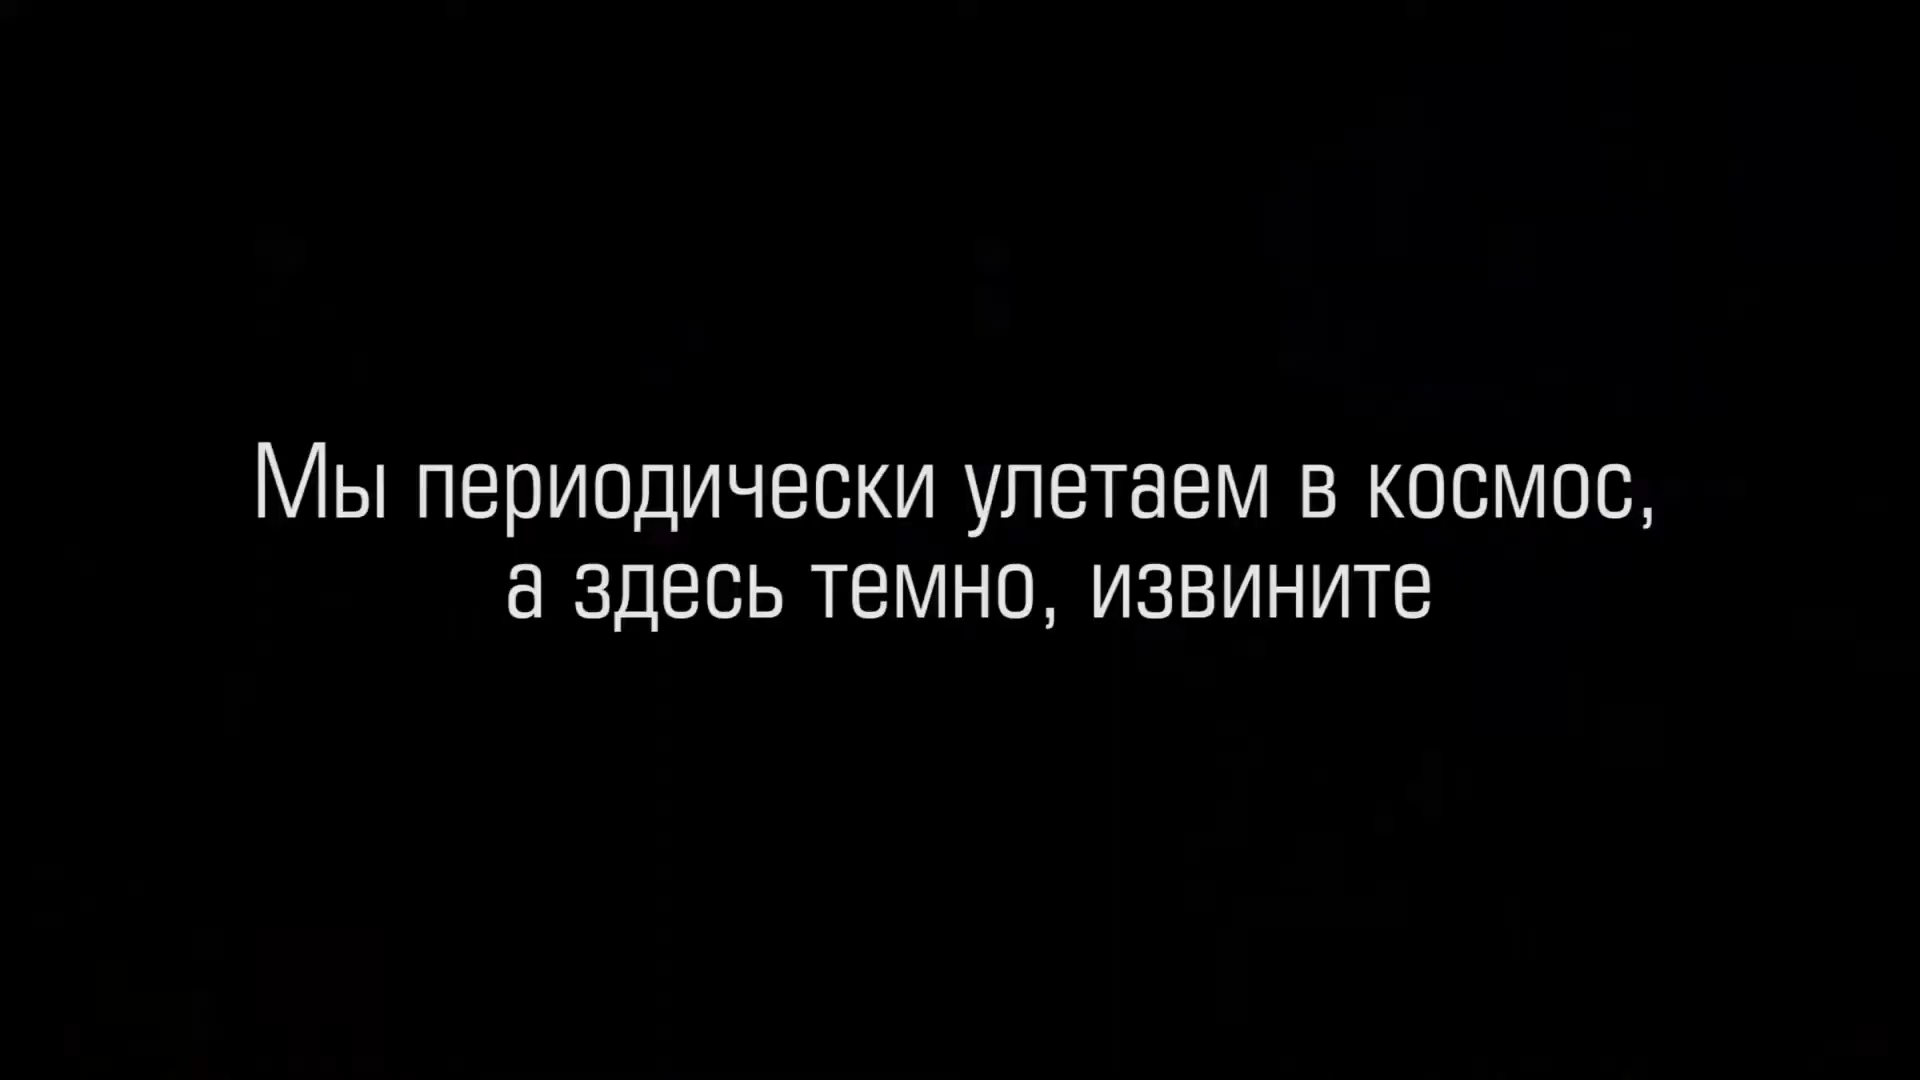 Мы периодически улетаем в космос,
а здесь темно, извините